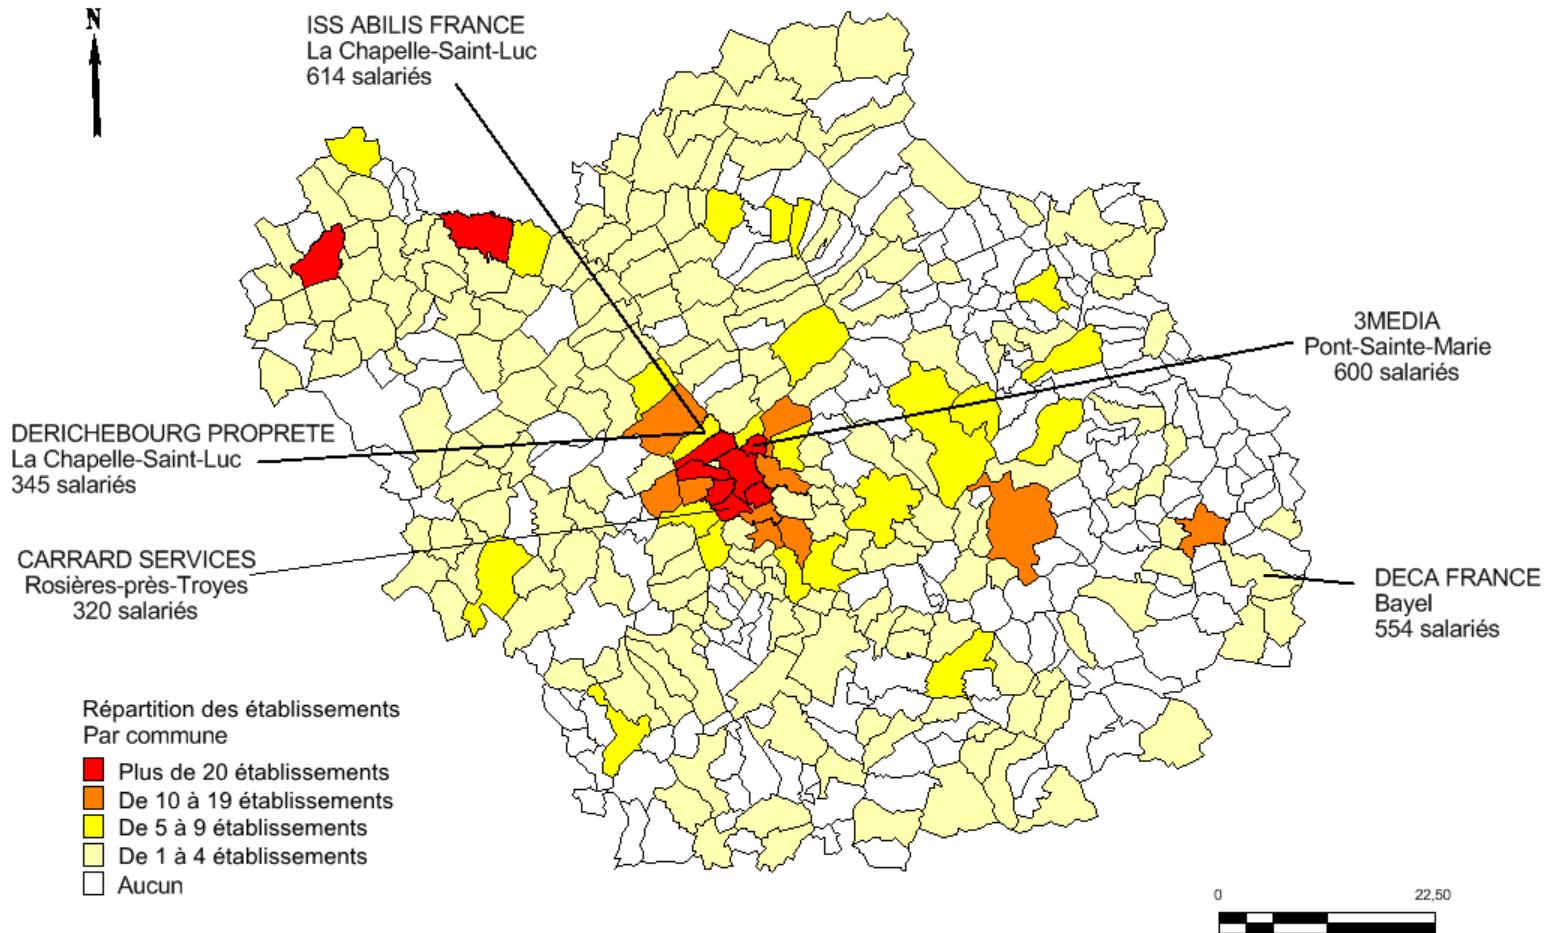 N
ISS ABILIS FRANCE
La Chapelle-Saint-Luc
614 salariés
3MEDIA
Pont-Sainte-Marie
600 salariés
DERICHEBOURG PROPRETE
La Chapelle-Saint-Luc
345 salariés
CARRARD SERVICES
Rosières-près-Troyes
320 salariés
DECA FRANCE
Bayel
554 salariés
Répartition des établissements
Par commune
Plus de 20 établissements
De 10 à 19 établissements
De 5 à 9 établissements
De 1 à 4 établissements
Aucun
0 22,50